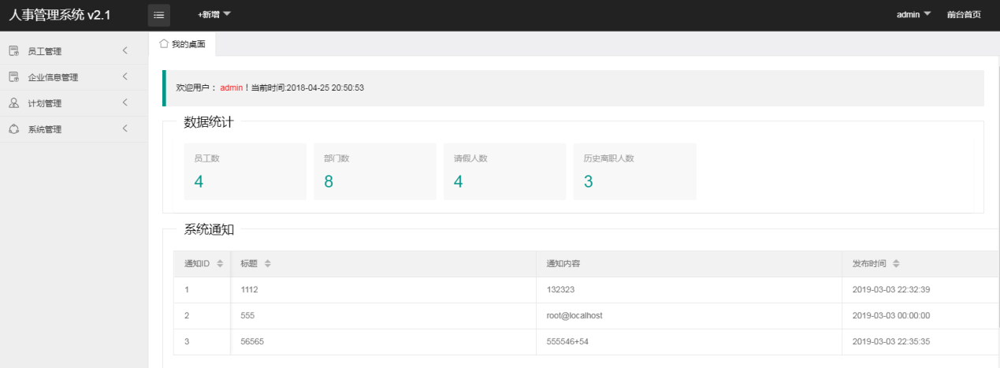 人事管理系统 v2.1 +新增 admin 前台首页
员工管理
企业信息管理
计划管理
系统管理
我的桌面
欢迎用户： admin！当前时间:2018-04-25 20:50:53
数据统计
员工数 部门数 请假人数 历史离职人数
4 8 4 3
系统通知
通知ID 标题 通知内容 发布时间
1 1112 132323 2019-03-03 22:32:39
2 555 root@localhost 2019-03-03 00:00:00
3 56565 555546+54 2019-03-03 22:35:35